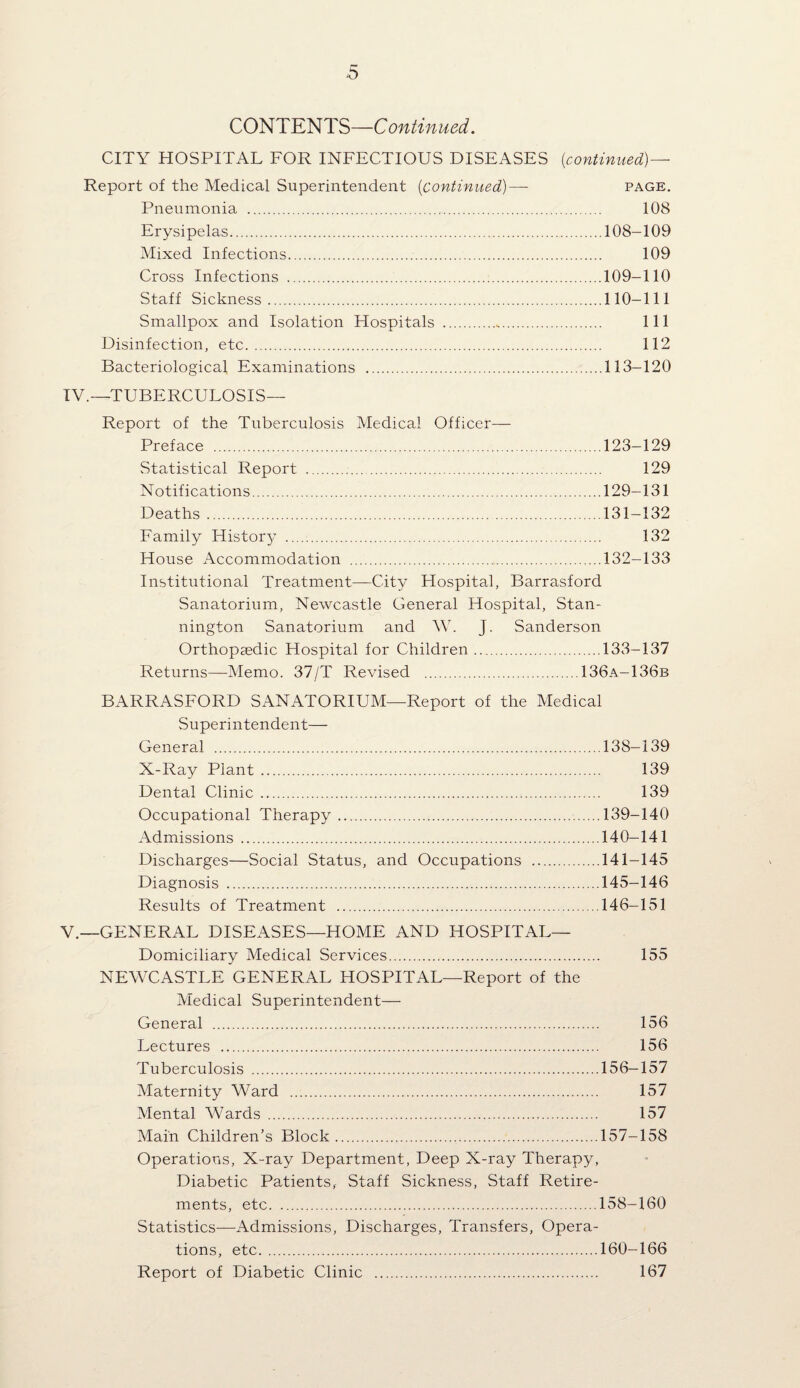 5
CONTENTS—Continued.
CITY HOSPITAL FOR INFECTIOUS DISEASES (continued)—
Report of the Medical Superintendent (continued)— PAGE.
Pneumonia ........ 108
Erysipelas........108–109
Mixed Infections........ 109
Cross Infections ........109–110
Staff Sickness ........110–111
Smallpox and Isolation Hospitals ........ 111
Disinfection, etc. ........ 112
Bacteriological Examinations ........113–120
IV.—TUBERCULOSIS—
Report of the Tuberculosis Medical Officer—
Preface ........123–129
Statistical Report ........ 129
Notifications........129–131
Deaths ........131–132
Family History ........ 132
House Accommodation ........132–133
Institutional Treatment—City Hospital, Barrasford
Sanatorium, Newcastle General Hospital, Stan-
nington Sanatorium and W. J. Sanderson
Orthopædic Hospital for Children ........133–137
Returns—Memo. 37/T Revised ........136A–136B
BARRASFORD SANATORIUM—Report of the Medical
Superintendent—
General ........138–139
X-Ray Plant ........ 139
Dental Clinic ........ 139
Occupational Therapy ........139–140
Admissions ........140–141
Discharges—Social Status, and Occupations ........141–145
Diagnosis ........145–146
Results of Treatment ........146–151
V.—GENERAL DISEASES—HOME AND HOSPITAL—
Domiciliary Medical Services........ 155
NEWCASTLE GENERAL HOSPITAL—Report of the
Medical Superintendent—
General ........ 156
Lectures ........ 156
Tuberculosis ........156–157
Maternity Ward ........ 157
Mental Wards ........ 157
Main Children's Block ........157–158
Operations, X-ray Department, Deep X-ray Therapy,
Diabetic Patients, Staff Sickness, Staff Retire-
ments, etc. ........158–160
Statistics—Admissions, Discharges, Transfers, Opera-
tions, etc. ........160–166
Report of Diabetic Clinic ........ 167